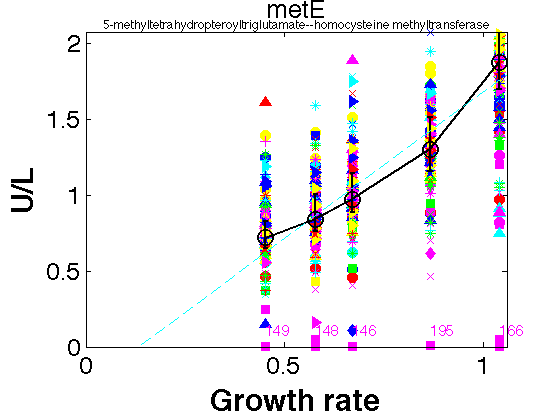 metE
5-methyltetrahydropteroyltriglutamate--homocysteine methyltransferase
U/L
2
1.5
1
0.5
0
149 148 146 195 166
0 0.5 1
Growth rate